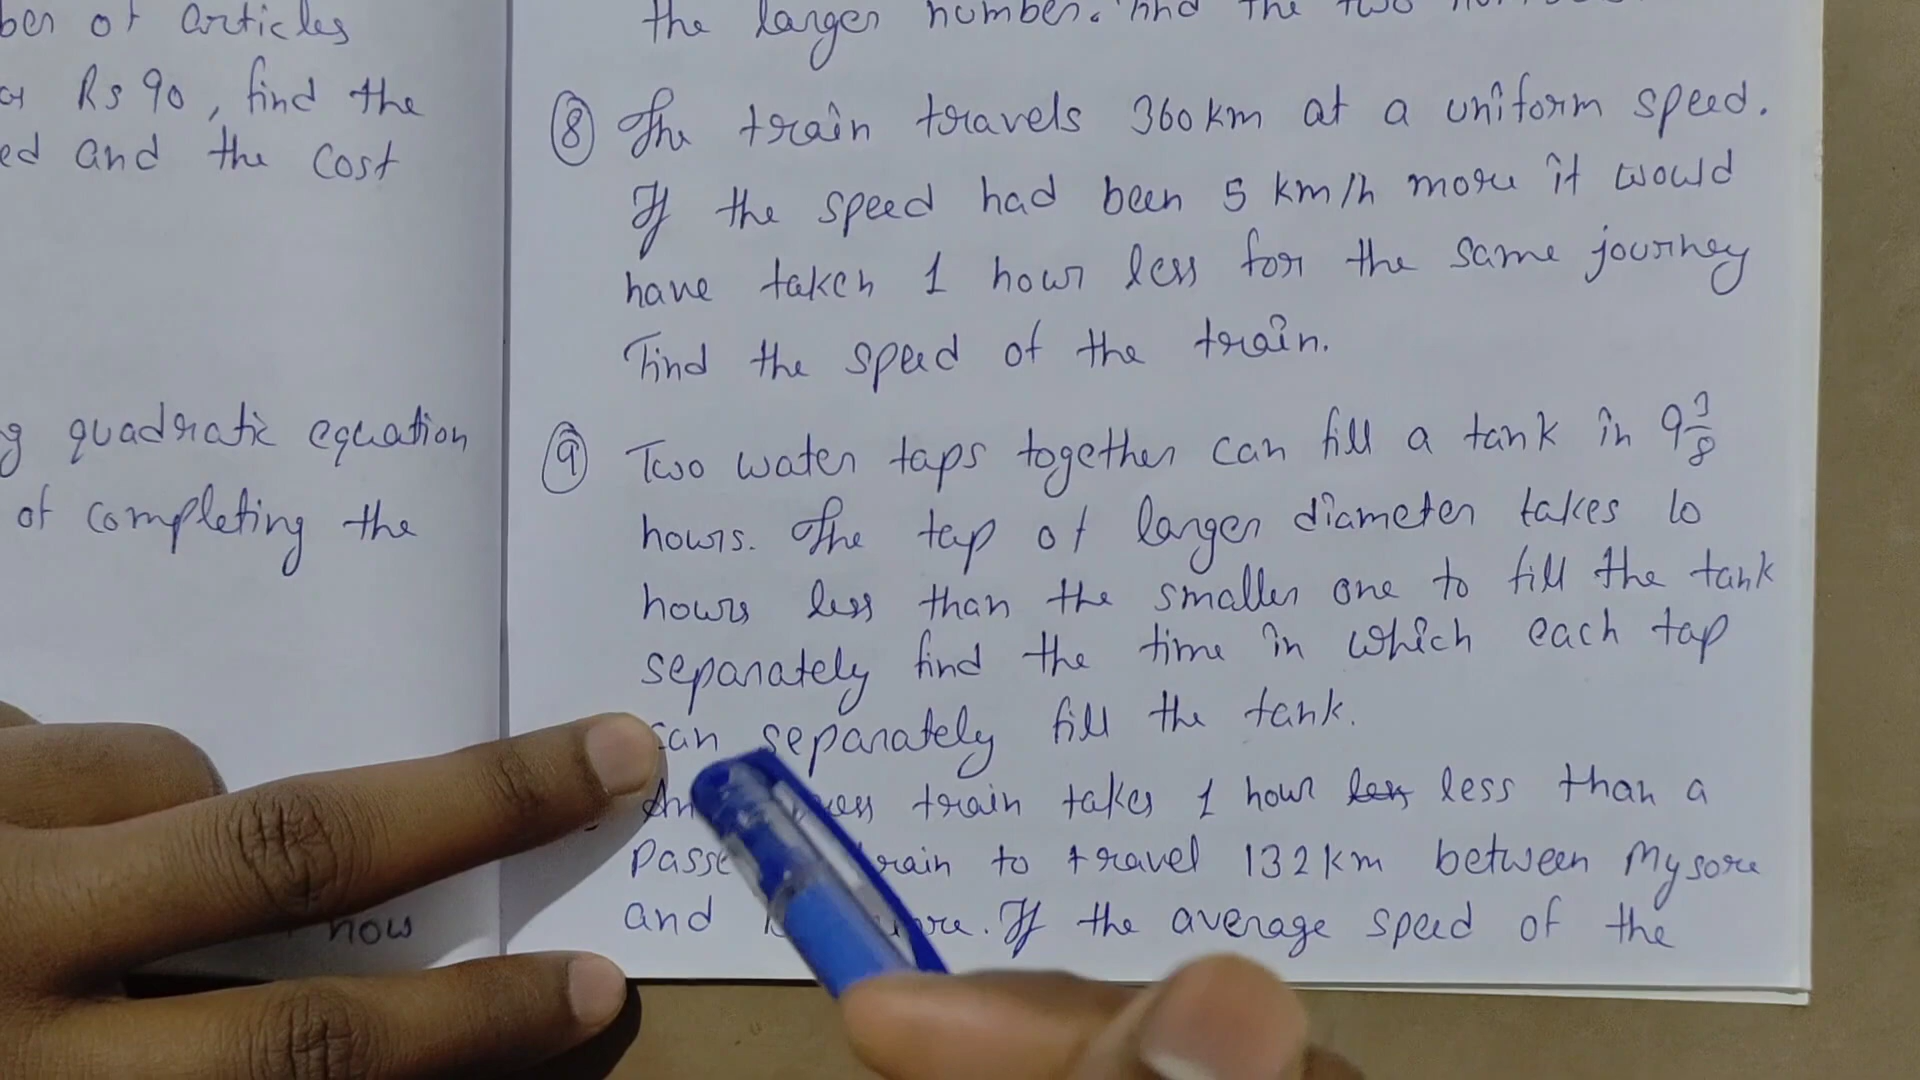 of articles
Rs 90, find the
and the cost
quadratic equation
of completing the
how
the larger number. find the two
8 The train travels 360 km at a uniform speed.
If the speed had been 5 km/h more it would
have taken 1 hour less for the same journey
Find the speed of the train.
9 Two water taps together can fill a tank in 9 3/8
hours. The tap of larger diameter takes 10
hours less than the smaller one to fill the tank
separately find the time in which each tap
can separately fill the tank.
train takes 1 hour less than a
train to travel 132 km between Mysore
and If the average speed of the